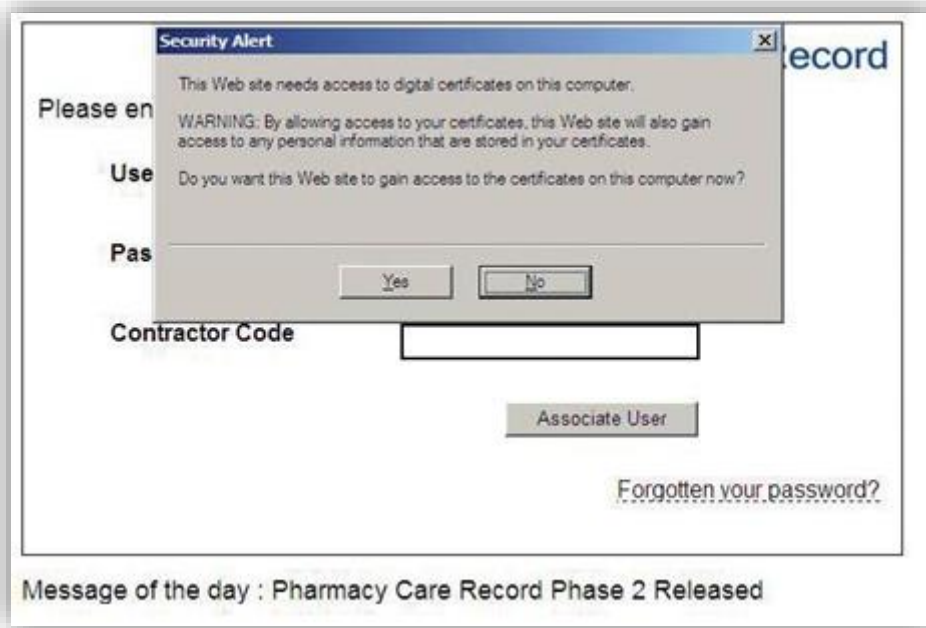 Security Alert
ecord
This Web site needs access to digital certificates on this computer.
Please en
WARNING: By allowing access to your certificates, this Web site will also gain
access to any personal information that are stored in your certificates.
Use
Do you want this Web site to gain access to the certificates on this computer now?
Pas
Yes
No
Contractor Code
Associate User
Forgotten your password?
Message of the day : Pharmacy Care Record Phase 2 Released